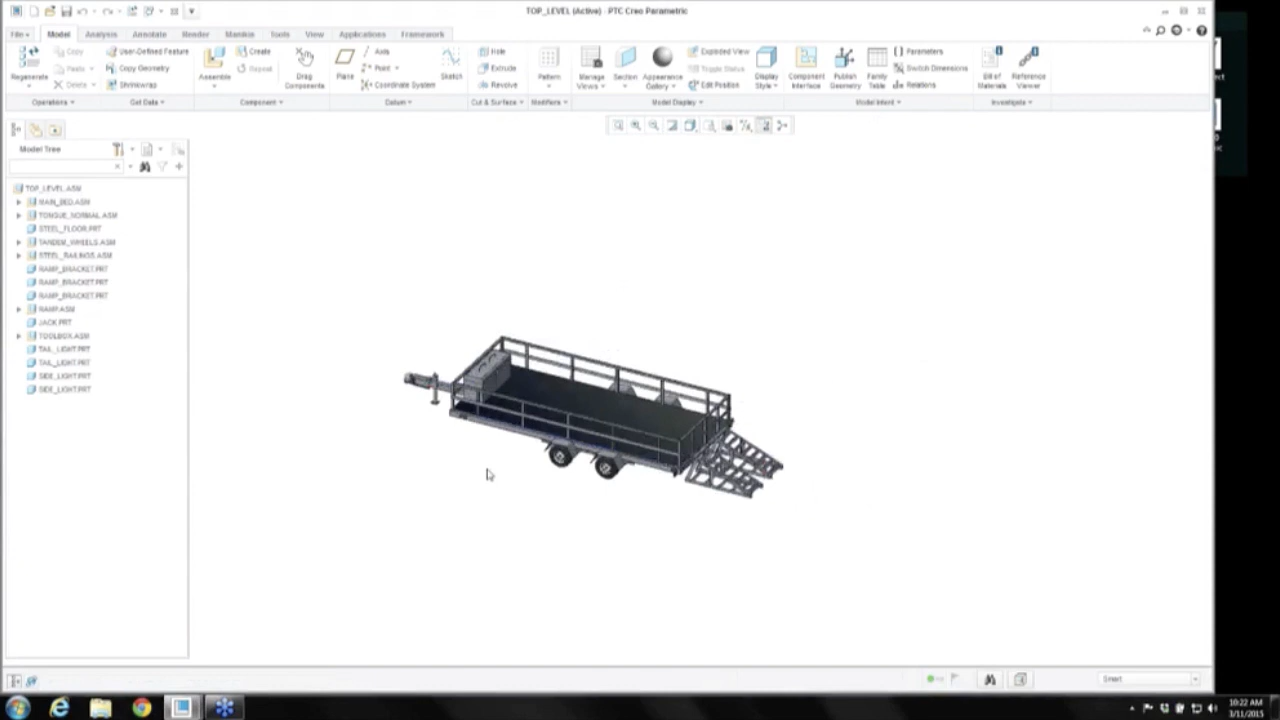 TOP_LEVEL (Active) - PTC Creo Parametric
File Model Analysis Annotate Render Manikin Tools View Applications Framework
Regenerate
Copy
Paste
Delete
Operations
User-Defined Feature
Copy Geometry
Shrinkwrap
Get Data
Assemble
Create
Repeat
Drag Components
Component
Plane
Axis
Point
Coordinate System
Sketch
Datum
Hole
Extrude
Revolve
Cut & Surface
Pattern
Modifiers
Manage Views
Section
Appearance Gallery
Exploded View
Toggle Status
Edit Position
Display Style
Model Display
Component Interface
Publish Geometry
Family Table
Parameters
Switch Dimensions
Relations
Model Intent
Bill of Materials
Reference Viewer
Investigate
Model Tree
TOP_LEVEL.ASM
MAIN_BED.ASM
TONGUE_NORMAL.ASM
STEEL_FLOOR.PRT
TANDEM_WHEELS.ASM
STEEL_RAILINGS.ASM
RAMP_BRACKET.PRT
RAMP_BRACKET.PRT
RAMP_BRACKET.PRT
RAMP.ASM
JACK.PRT
TOOLBOX.ASM
TAIL_LIGHT.PRT
TAIL_LIGHT.PRT
SIDE_LIGHT.PRT
SIDE_LIGHT.PRT
Smart
10:22 AM
3/11/2015